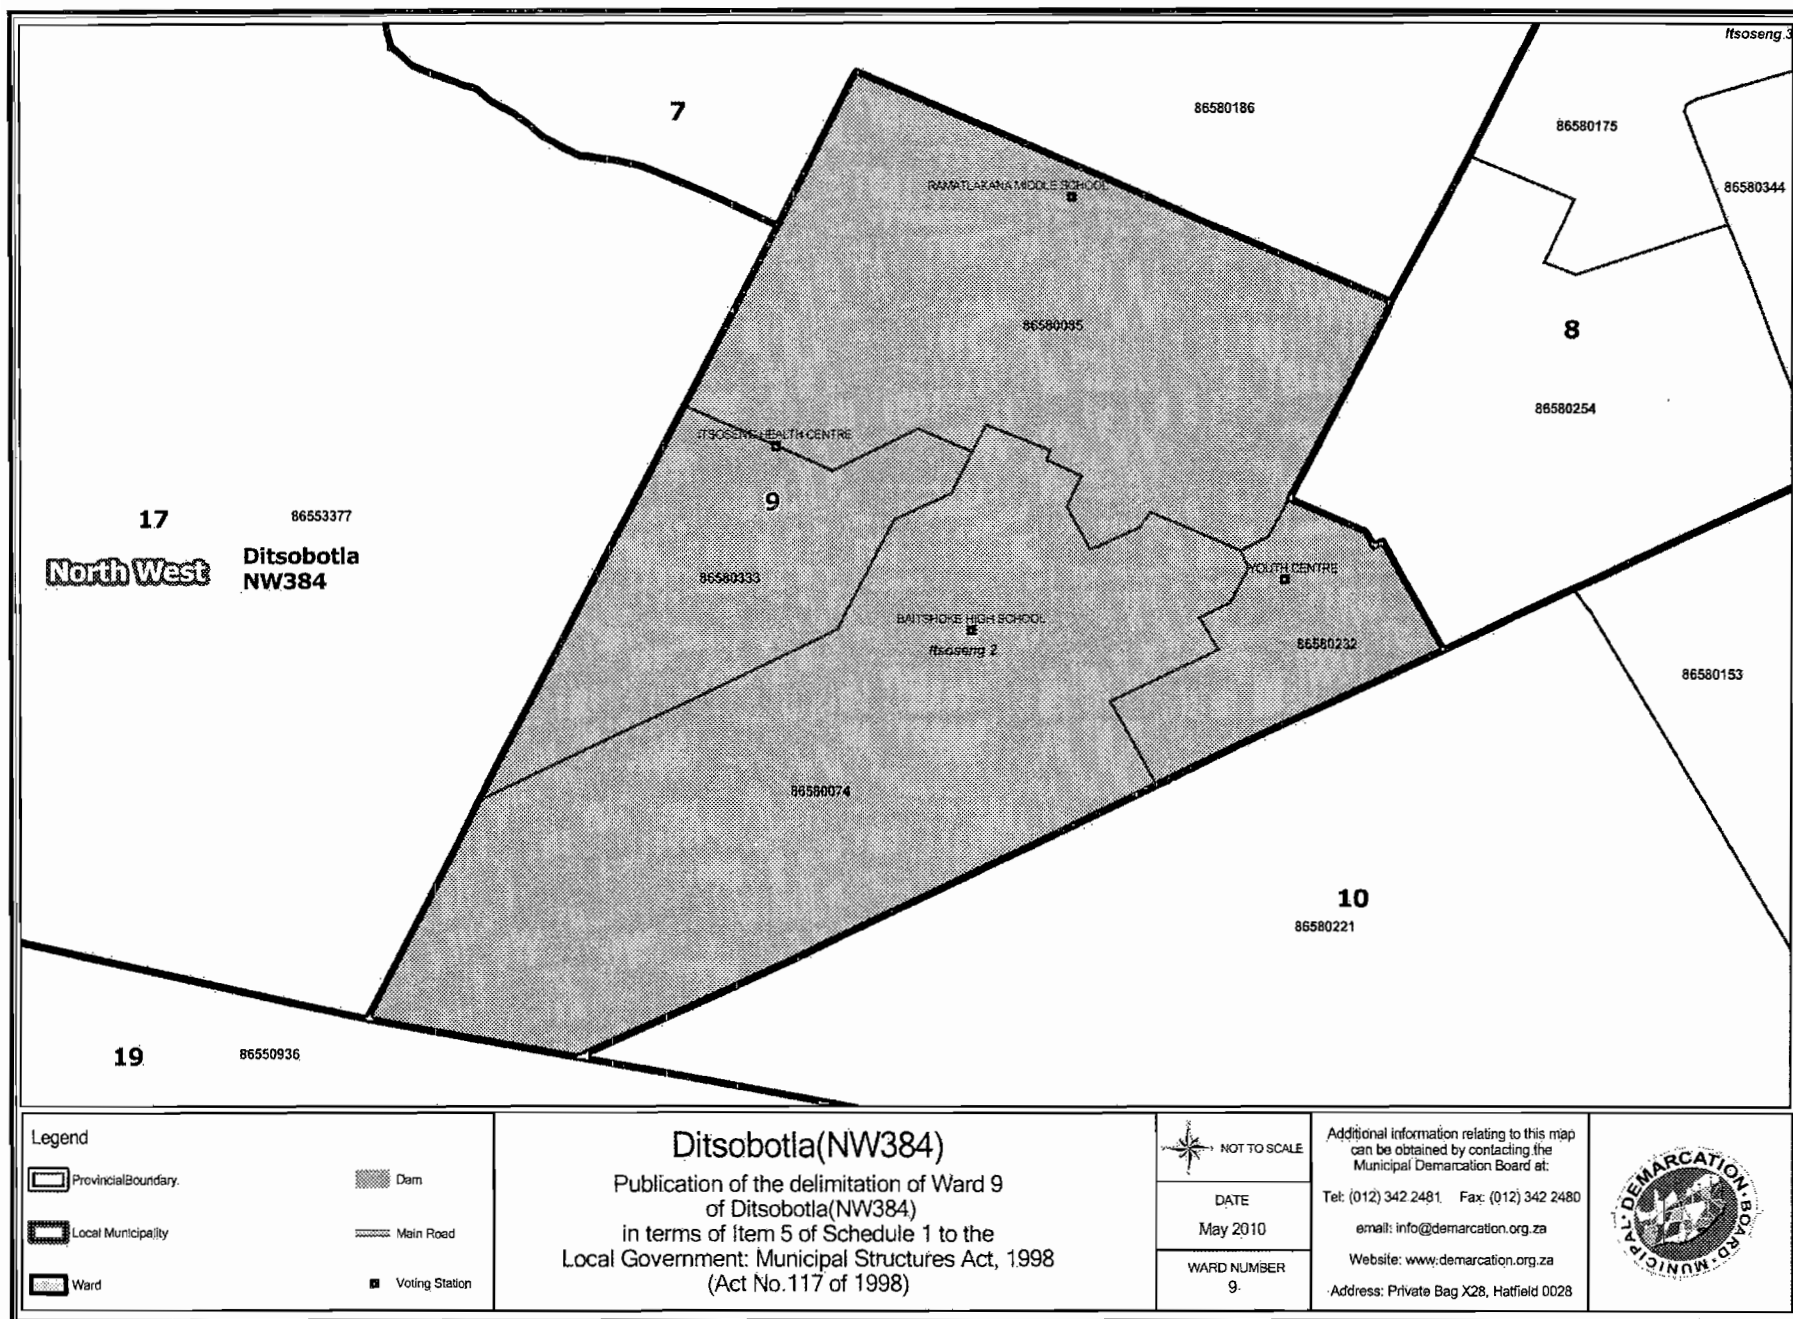 Itsoseng 3
7
86580186
86580175
RAMATLAKANA MIDDLE SCHOOL
86580344
86580085
8
86580254
ITSOSENG HEALTH CENTRE
9
17
86553377
North West
Ditsobotla
NW384
86580333
YOUTH CENTRE
BAITSHOKE HIGH SCHOOL
Itsoseng 2
86580232
86580153
86580074
10
86580221
19
86550936
Legend
ProvincialBoundary
Dam
Local Municipality
Main Road
Ward
Voting Station
Ditsobotla(NW384)
Publication of the delimitation of Ward 9
of Ditsobotla(NW384)
in terms of Item 5 of Schedule 1 to the
Local Government: Municipal Structures Act, 1998
(Act No.117 of 1998)
NOT TO SCALE
DATE
May 2010
WARD NUMBER
9
Additional information relating to this map
can be obtained by contacting the
Municipal Demarcation Board at:
Tel: (012) 342 2481 Fax: (012) 342 2480
email: info@demarcation.org.za
Website: www.demarcation.org.za
Address: Private Bag X28, Hatfield 0028
MUNICIPAL DEMARCATION BOARD